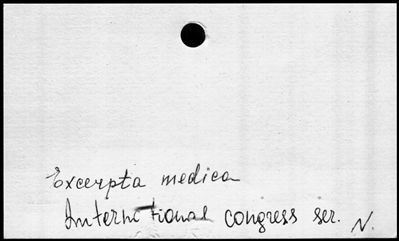 Excerpta medica
International congress ser. N.